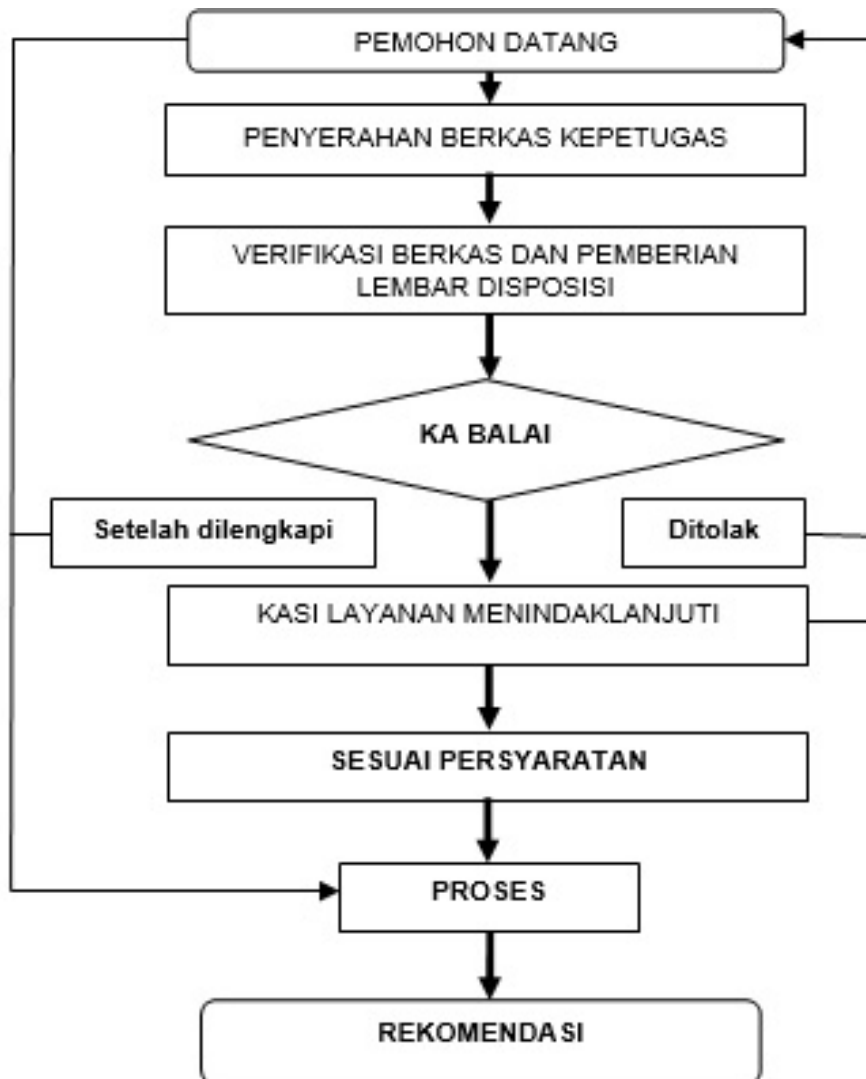 PEMOHON DATANG
PENYERAHAN BERKAS KEPETUGAS
VERIFIKASI BERKAS DAN PEMBERIAN
LEMBAR DISPOSISI
KA BALAI
Setelah dilengkapi
Ditolak
KASI LAYANAN MENINDAKLANJUTI
SESUAI PERSYARATAN
PROSES
REKOMENDASI